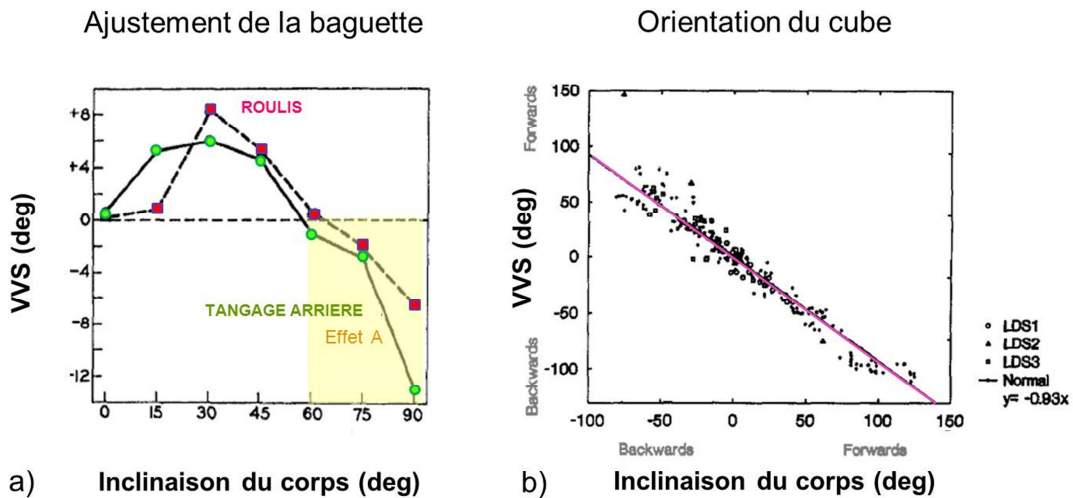 Ajustement de la baguette
+8
+4
0
-4
-8
-12
VVS (deg)
ROULIS
TANGAGE ARRIERE
Effet A
0 15 30 45 60 75 90
a) Inclinaison du corps (deg)
Orientation du cube
150
100
50
0
-50
-100
Forwards
Backwards
VVS (deg)
-100 -50 0 50 100 150
Backwards Forwards
LDS1
LDS2
LDS3
Normal
y= -0.93x
b) Inclinaison du corps (deg)